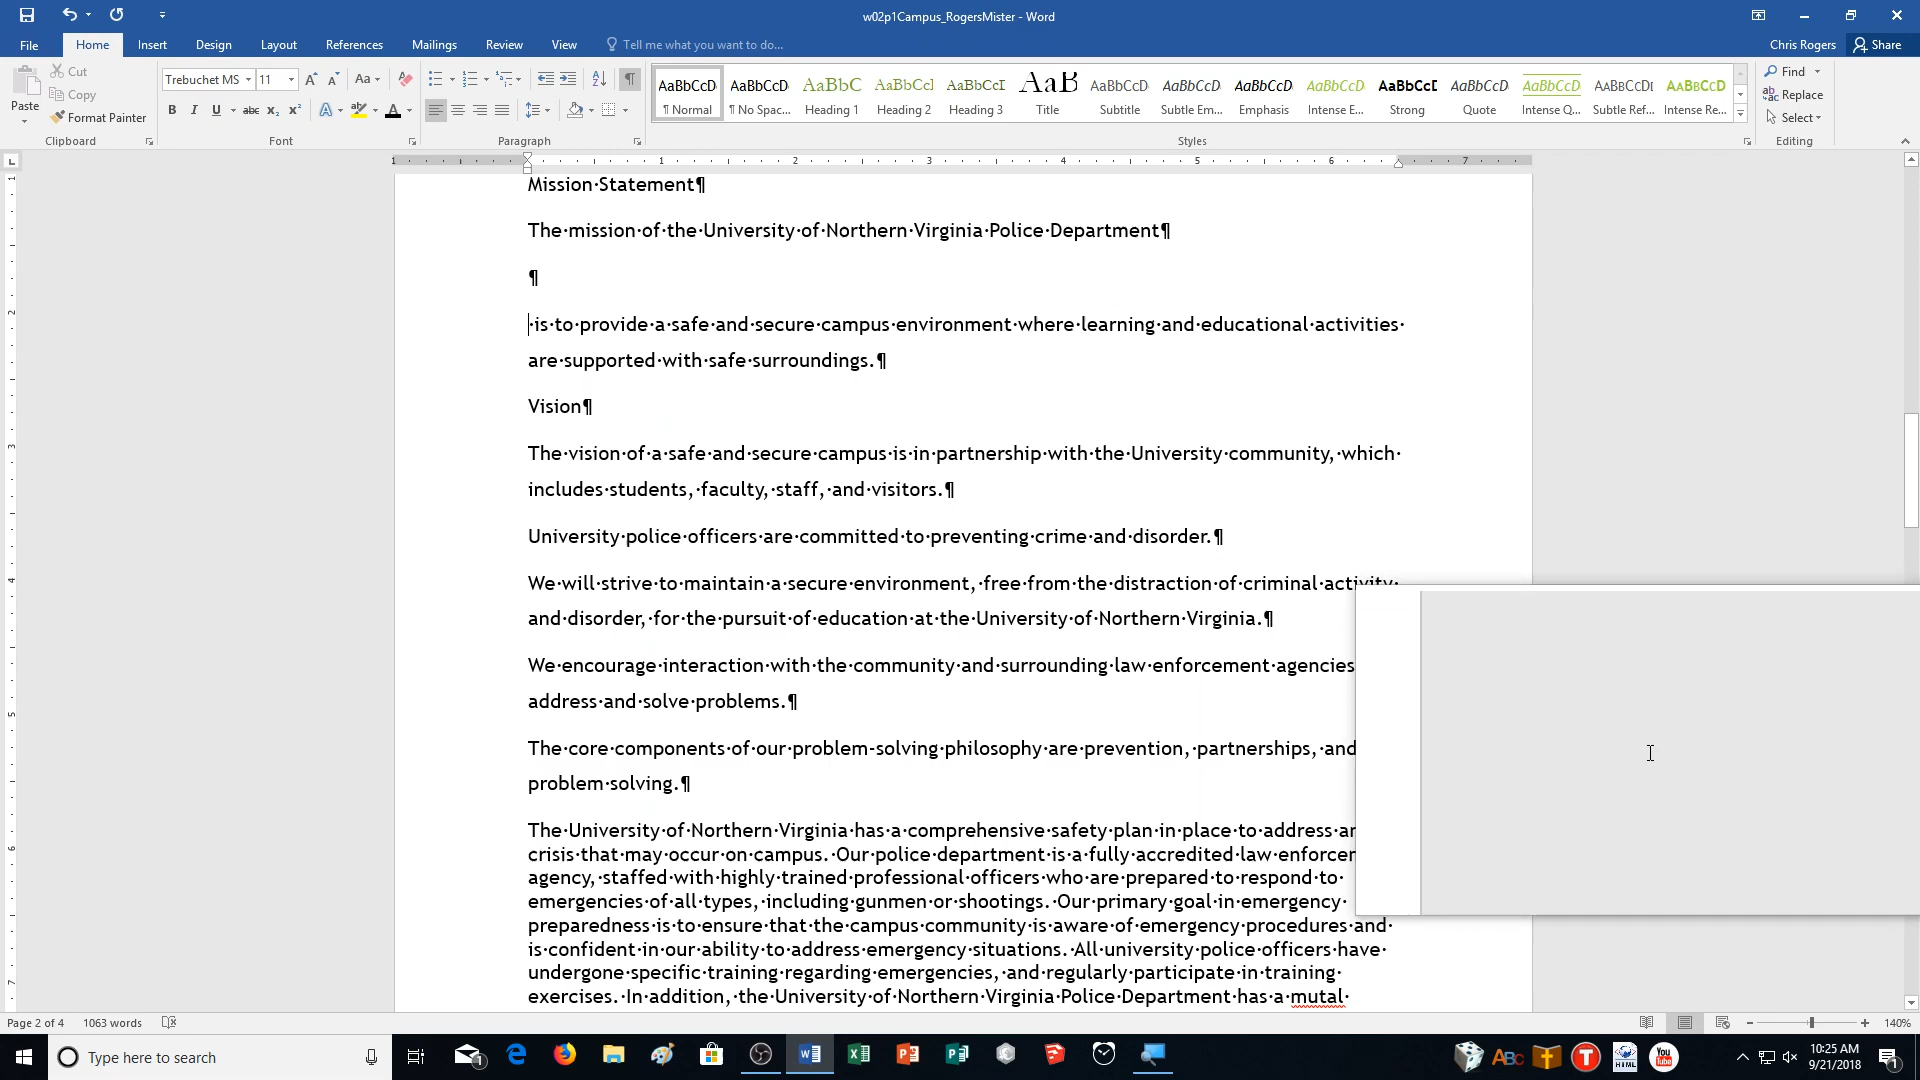 w02p1Campus_RogersMister - Word
File Home Insert Design Layout References Mailings Review View Tell me what you want to do... Chris Rogers Share
Paste Cut Copy Format Painter Clipboard
Trebuchet MS 11 Aa Font
Paragraph
AaBbCcD ¶ Normal
AaBbCcD ¶ No Spac...
AaBbC Heading 1
AaBbCcI Heading 2
AaBbCcI Heading 3
AaB Title
AaBbCcD Subtitle
AaBbCcD Subtle Em...
AaBbCcD Emphasis
AaBbCcD Intense E...
AaBbCcD Strong
AaBbCcD Quote
AaBbCcD Intense Q...
AaBbCcD Subtle Ref...
AaBbCcD Intense Re...
Styles
Find Replace Select Editing
1 1 2 3 4 5 6 7
Mission·Statement¶
The·mission·of·the·University·of·Northern·Virginia·Police·Department¶
¶
·is·to·provide·a·safe·and·secure·campus·environment·where·learning·and·educational·activities·
are·supported·with·safe·surroundings.¶
Vision¶
The·vision·of·a·safe·and·secure·campus·is·in·partnership·with·the·University·community,·which·
includes·students,·faculty,·staff,·and·visitors.¶
University·police·officers·are·committed·to·preventing·crime·and·disorder.¶
We·will·strive·to·maintain·a·secure·environment,·free·from·the·distraction·of·criminal·activity·
and·disorder,·for·the·pursuit·of·education·at·the·University·of·Northern·Virginia.¶
We·encourage·interaction·with·the·community·and·surrounding·law·enforcement·agencies
address·and·solve·problems.¶
The·core·components·of·our·problem-solving·philosophy·are·prevention,·partnerships,·and
problem·solving.¶
The·University·of·Northern·Virginia·has·a·comprehensive·safety·plan·in·place·to·address·
crisis·that·may·occur·on·campus.·Our·police·department·is·a·fully·accredited·law·
agency,·staffed·with·highly·trained·professional·officers·who·are·prepared·to·respond·to·
emergencies·of·all·types,·including·gunmen·or·shootings.·Our·primary·goal·in·emergency·
preparedness·is·to·ensure·that·the·campus·community·is·aware·of·emergency·procedures·and·
is·confident·in·our·ability·to·address·emergency·situations.·All·university·police·officers·have·
undergone·specific·training·regarding·emergencies,·and·regularly·participate·in·training·
exercises.·In·addition,·the·University·of·Northern·Virginia·Police·Department·has·a·mutal·
Page 2 of 4 1063 words 140%
Type here to search
10:25 AM
9/21/2018